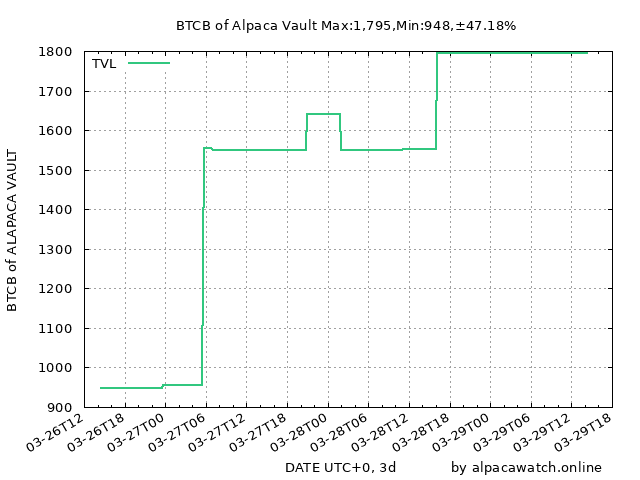 BTCB of Alpaca Vault Max:1,795,Min:948,±47.18%
TVL
1800
1700
1600
1500
1400
1300
1200
1100
1000
900
BTCB of ALAPACA VAULT
03-26T12
03-26T18
03-27T00
03-27T06
03-27T12
03-27T18
03-28T00
03-28T06
03-28T12
03-28T18
03-29T00
03-29T06
03-29T12
03-29T18
DATE UTC+0, 3d
by alpacawatch.online